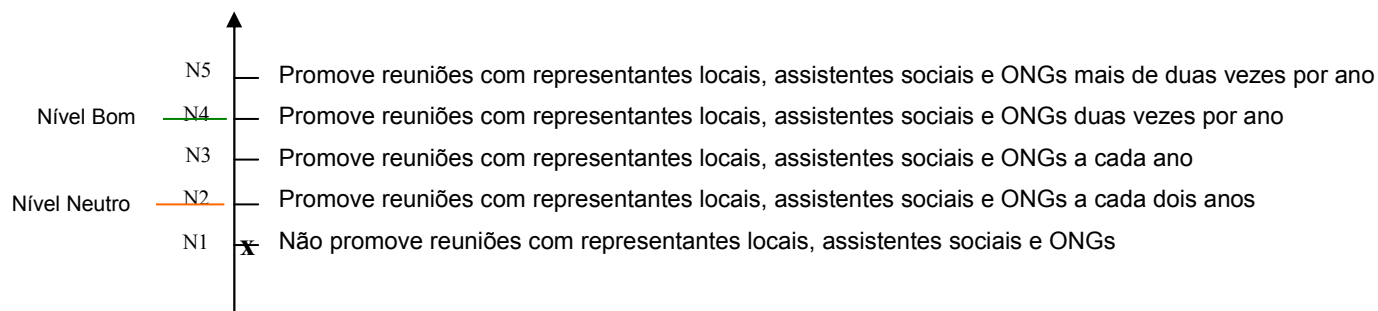 N5 Promove reuniões com representantes locais, assistentes sociais e ONGs mais de duas vezes por ano
Nível Bom N4 Promove reuniões com representantes locais, assistentes sociais e ONGs duas vezes por ano
N3 Promove reuniões com representantes locais, assistentes sociais e ONGs a cada ano
Nível Neutro N2 Promove reuniões com representantes locais, assistentes sociais e ONGs a cada dois anos
N1 x Não promove reuniões com representantes locais, assistentes sociais e ONGs